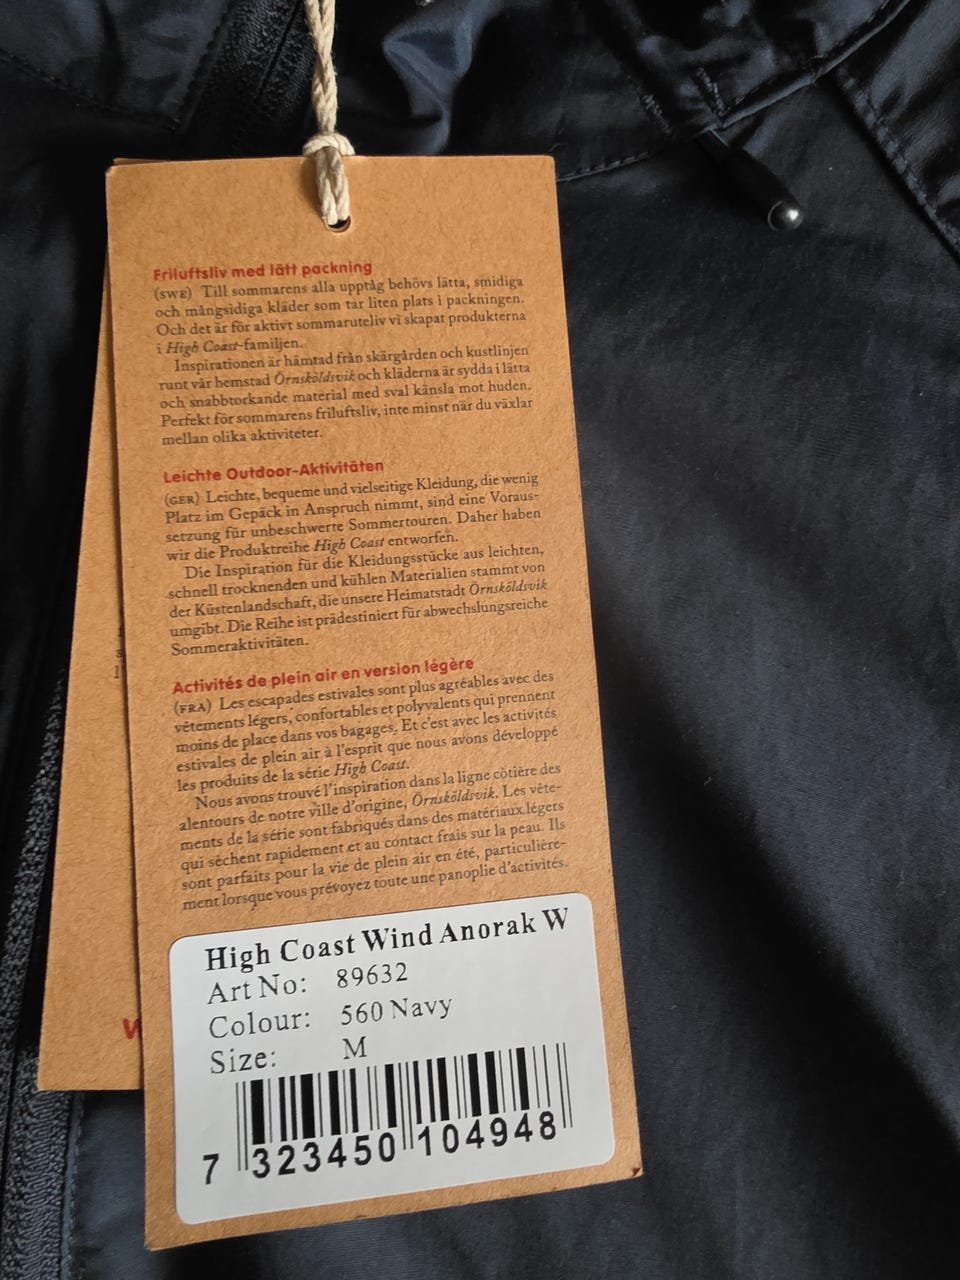 Friluftsliv med lätt packning
(SWE) Till sommarens alla upptåg behövs lätta, smidiga
och mångsidiga kläder som tar liten plats i packningen.
Och det är för aktivt sommaruteliv vi skapat produkterna
i High Coast-familjen.
Inspirationen är hämtad från skärgården och kustlinjen
runt vår hemstad Örnsköldsvik och kläderna är sydda i lätta
och snabbtorkande material med sval känsla mot huden.
Perfekt för sommarens friluftsliv, inte minst när du växlar
mellan olika aktiviteter.
Leichte Outdoor-Aktivitäten
(GER) Leichte, bequeme und vielseitige Kleidung, die wenig
Platz im Gepäck in Anspruch nimmt, sind eine Voraus-
setzung für unbeschwerte Sommertouren. Daher haben
wir die Produktreihe High Coast entworfen.
Die Inspiration für die Kleidungsstücke aus leichten,
schnell trocknenden und kühlen Materialien stammt von
der Küstenlandschaft, die unsere Heimatstadt Örnsköldsvik
umgibt. Die Reihe ist prädestiniert für abwechslungsreiche
Sommeraktivitäten.
Activités de plein air en version légère
(FRA) Les escapades estivales sont plus agréables avec des
vêtements légers, confortables et polyvalents qui prennent
moins de place dans vos bagages. Et c'est avec les activités
estivales de plein air à l'esprit que nous avons développé
les produits de la série High Coast.
Nous avons trouvé l'inspiration dans la ligne côtière des
alentours de notre ville d'origine, Örnsköldsvik. Les vête-
ments de la série sont fabriqués dans des matériaux légers
qui sèchent rapidement et au contact frais sur la peau. Ils
sont parfaits pour la vie de plein air en été, particulière-
ment lorsque vous prévoyez toute une panoplie d'activités.
High Coast Wind Anorak W
Art No: 89632
Colour: 560 Navy
Size: M
7 323450 104948